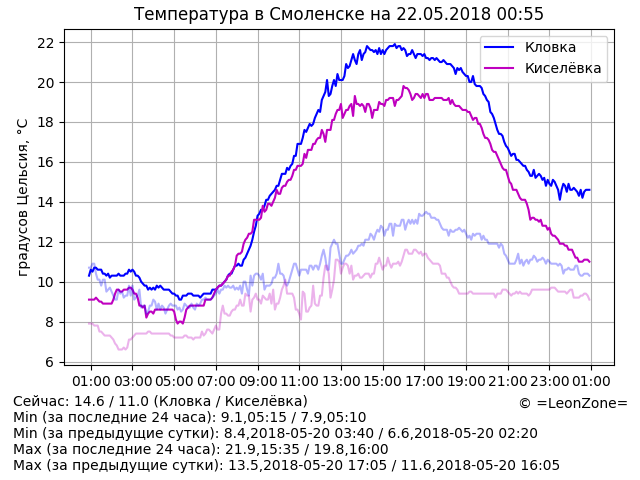 Температура в Смоленске на 22.05.2018 00:55
Кловка
Киселёвка
градусов Цельсия, °C
22
20
18
16
14
12
10
8
6
01:00 03:00 05:00 07:00 09:00 11:00 13:00 15:00 17:00 19:00 21:00 23:00 01:00
Сейчас: 14.6 / 11.0 (Кловка / Киселёвка)
© =LeonZone=
Min (за последние 24 часа): 9.1,05:15 / 7.9,05:10
Min (за предыдущие сутки): 8.4,2018-05-20 03:40 / 6.6,2018-05-20 02:20
Max (за последние 24 часа): 21.9,15:35 / 19.8,16:00
Max (за предыдущие сутки): 13.5,2018-05-20 17:05 / 11.6,2018-05-20 16:05